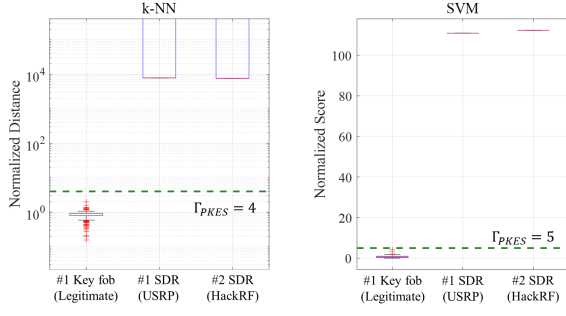 k-NN
Normalized Distance
10^4
10^2
10^0
Γ_PKES = 4
#1 Key fob #1 SDR #2 SDR
(Legitimate) (USRP) (HackRF)
SVM
Normalized Score
100
80
60
40
20
0
Γ_PKES = 5
#1 Key fob #1 SDR #2 SDR
(Legitimate) (USRP) (HackRF)